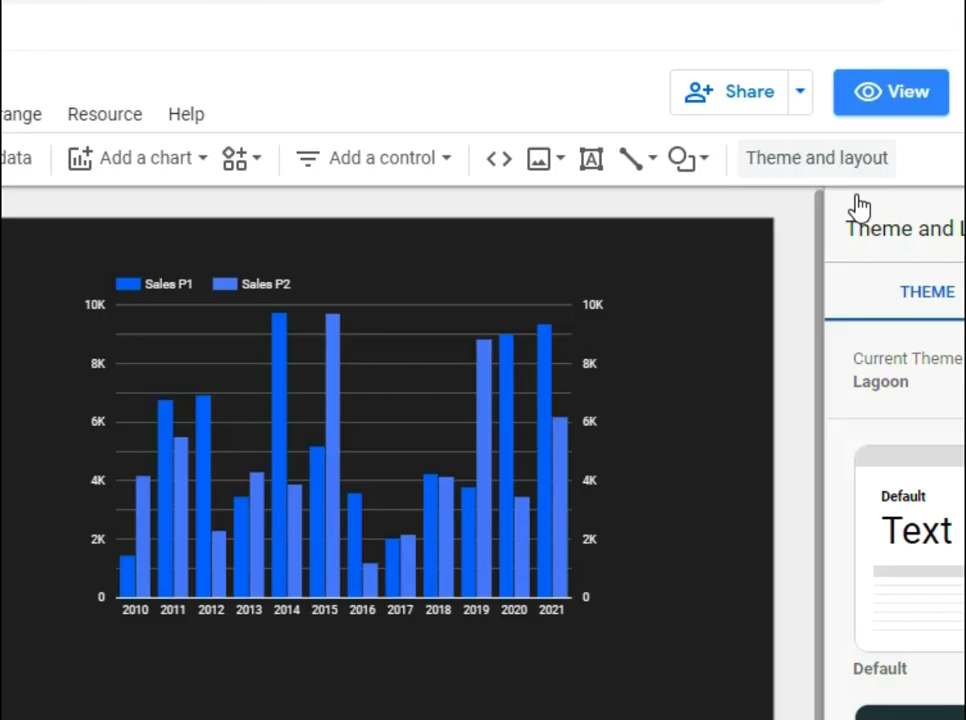 Share
View
Resource Help
Add a chart
Add a control
Theme and layout
Theme and
THEME
Current Theme
Lagoon
Sales P1 Sales P2
10K 10K
8K 8K
6K 6K
4K 4K
2K 2K
0 0
2010 2011 2012 2013 2014 2015 2016 2017 2018 2019 2020 2021
Default
Text
Default